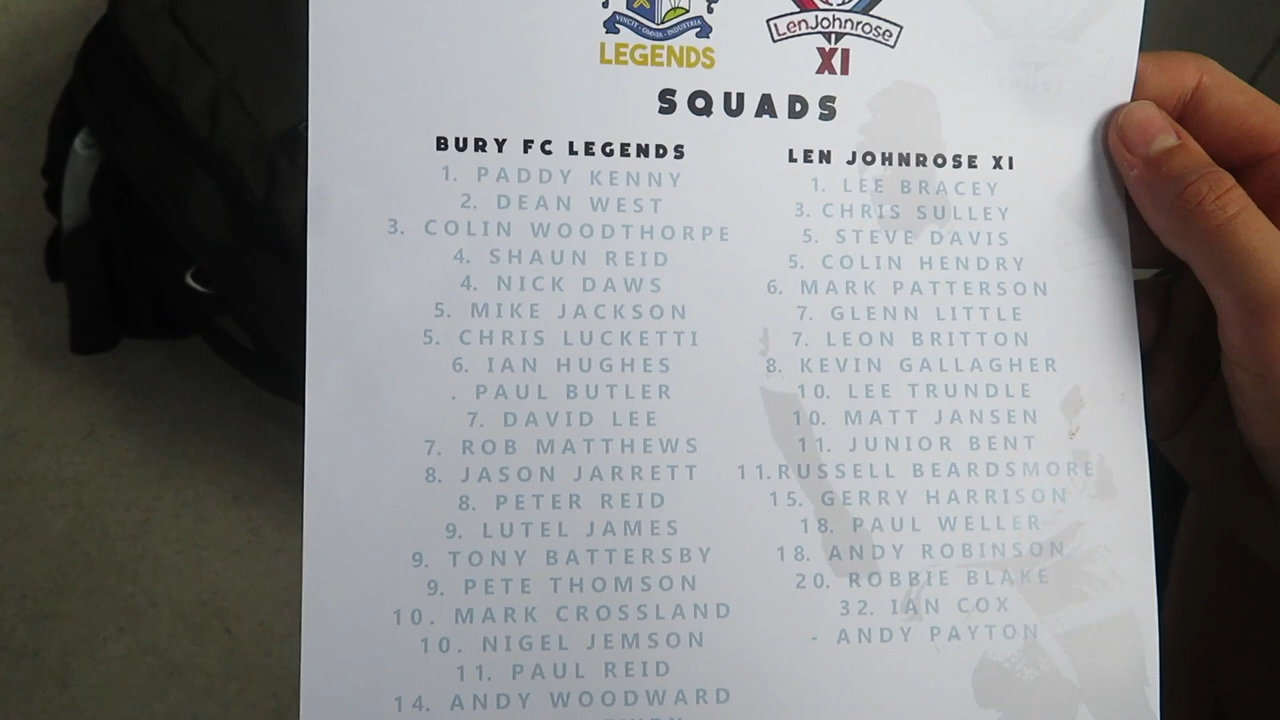 VINCIT · OMNIA · INDUSTRIA
LEGENDS
LenJohnrose
XI
SQUADS
BURY FC LEGENDS
1. PADDY KENNY
2. DEAN WEST
3. COLIN WOODTHORPE
4. SHAUN REID
4. NICK DAWS
5. MIKE JACKSON
5. CHRIS LUCKETTI
6. IAN HUGHES
. PAUL BUTLER
7. DAVID LEE
7. ROB MATTHEWS
8. JASON JARRETT
8. PETER REID
9. LUTEL JAMES
9. TONY BATTERSBY
9. PETE THOMSON
10. MARK CROSSLAND
10. NIGEL JEMSON
11. PAUL REID
14. ANDY WOODWARD
LEN JOHNROSE XI
1. LEE BRACEY
3. CHRIS SULLEY
5. STEVE DAVIS
5. COLIN HENDRY
6. MARK PATTERSON
7. GLENN LITTLE
7. LEON BRITTON
8. KEVIN GALLAGHER
10. LEE TRUNDLE
10. MATT JANSEN
11. JUNIOR BENT
11.RUSSELL BEARDSMORE
15. GERRY HARRISON
18. PAUL WELLER
18. ANDY ROBINSON
20. ROBBIE BLAKE
32. IAN COX
- ANDY PAYTON